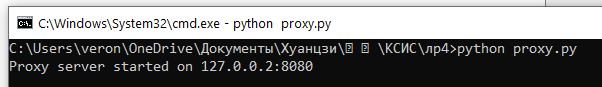 C:\Windows\System32\cmd.exe - python proxy.py
C:\Users\veron\OneDrive\Документы\Хуанцзи\ \КСИС\лр4>python proxy.py
Proxy server started on 127.0.0.2:8080